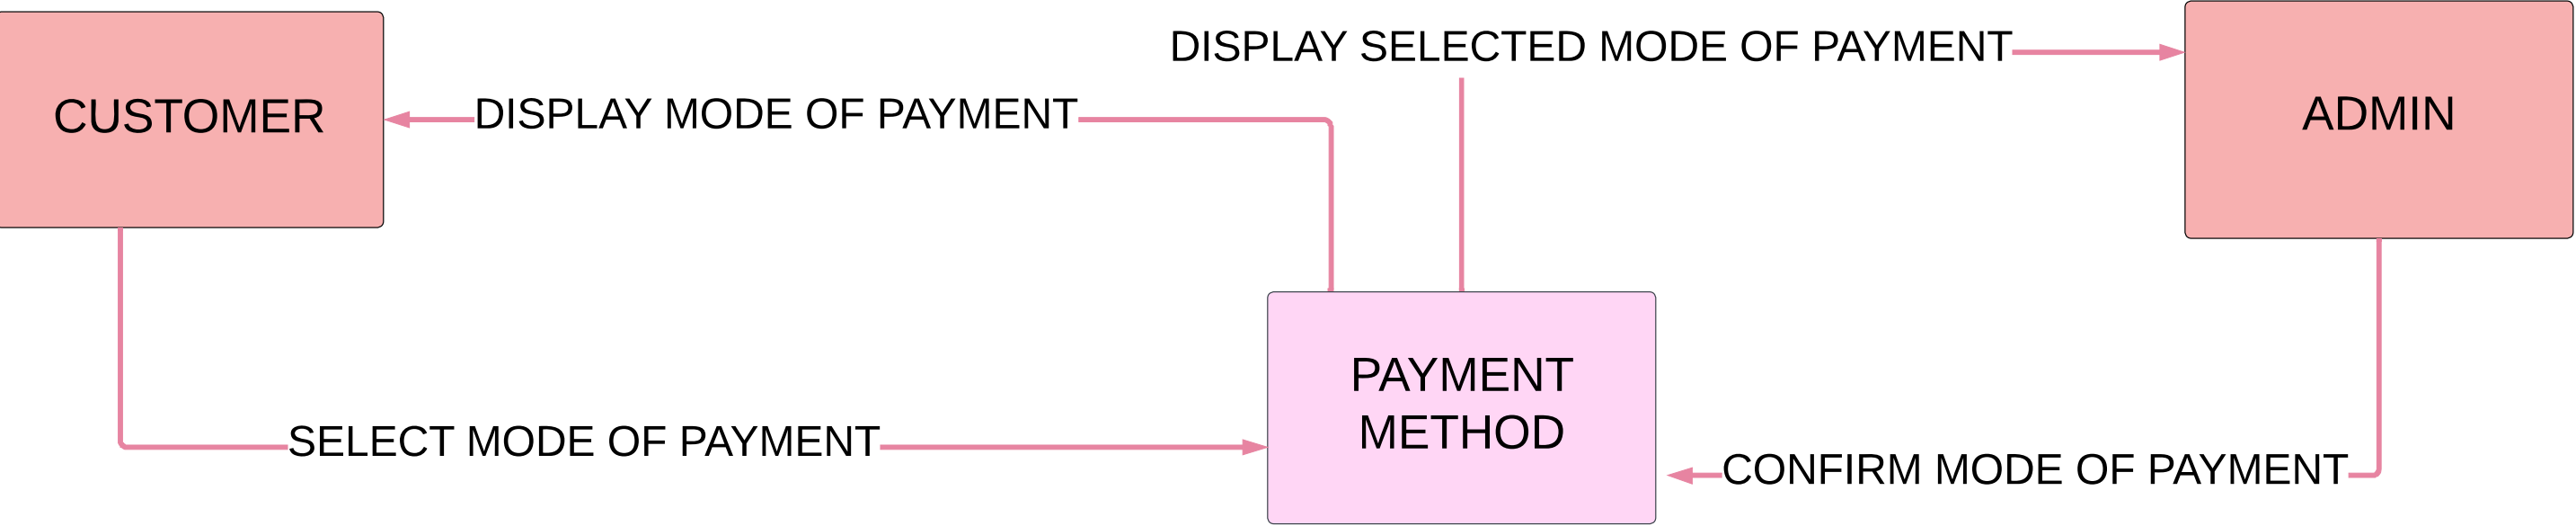 DISPLAY SELECTED MODE OF PAYMENT
CUSTOMER
DISPLAY MODE OF PAYMENT
ADMIN
PAYMENT
METHOD
SELECT MODE OF PAYMENT
CONFIRM MODE OF PAYMENT